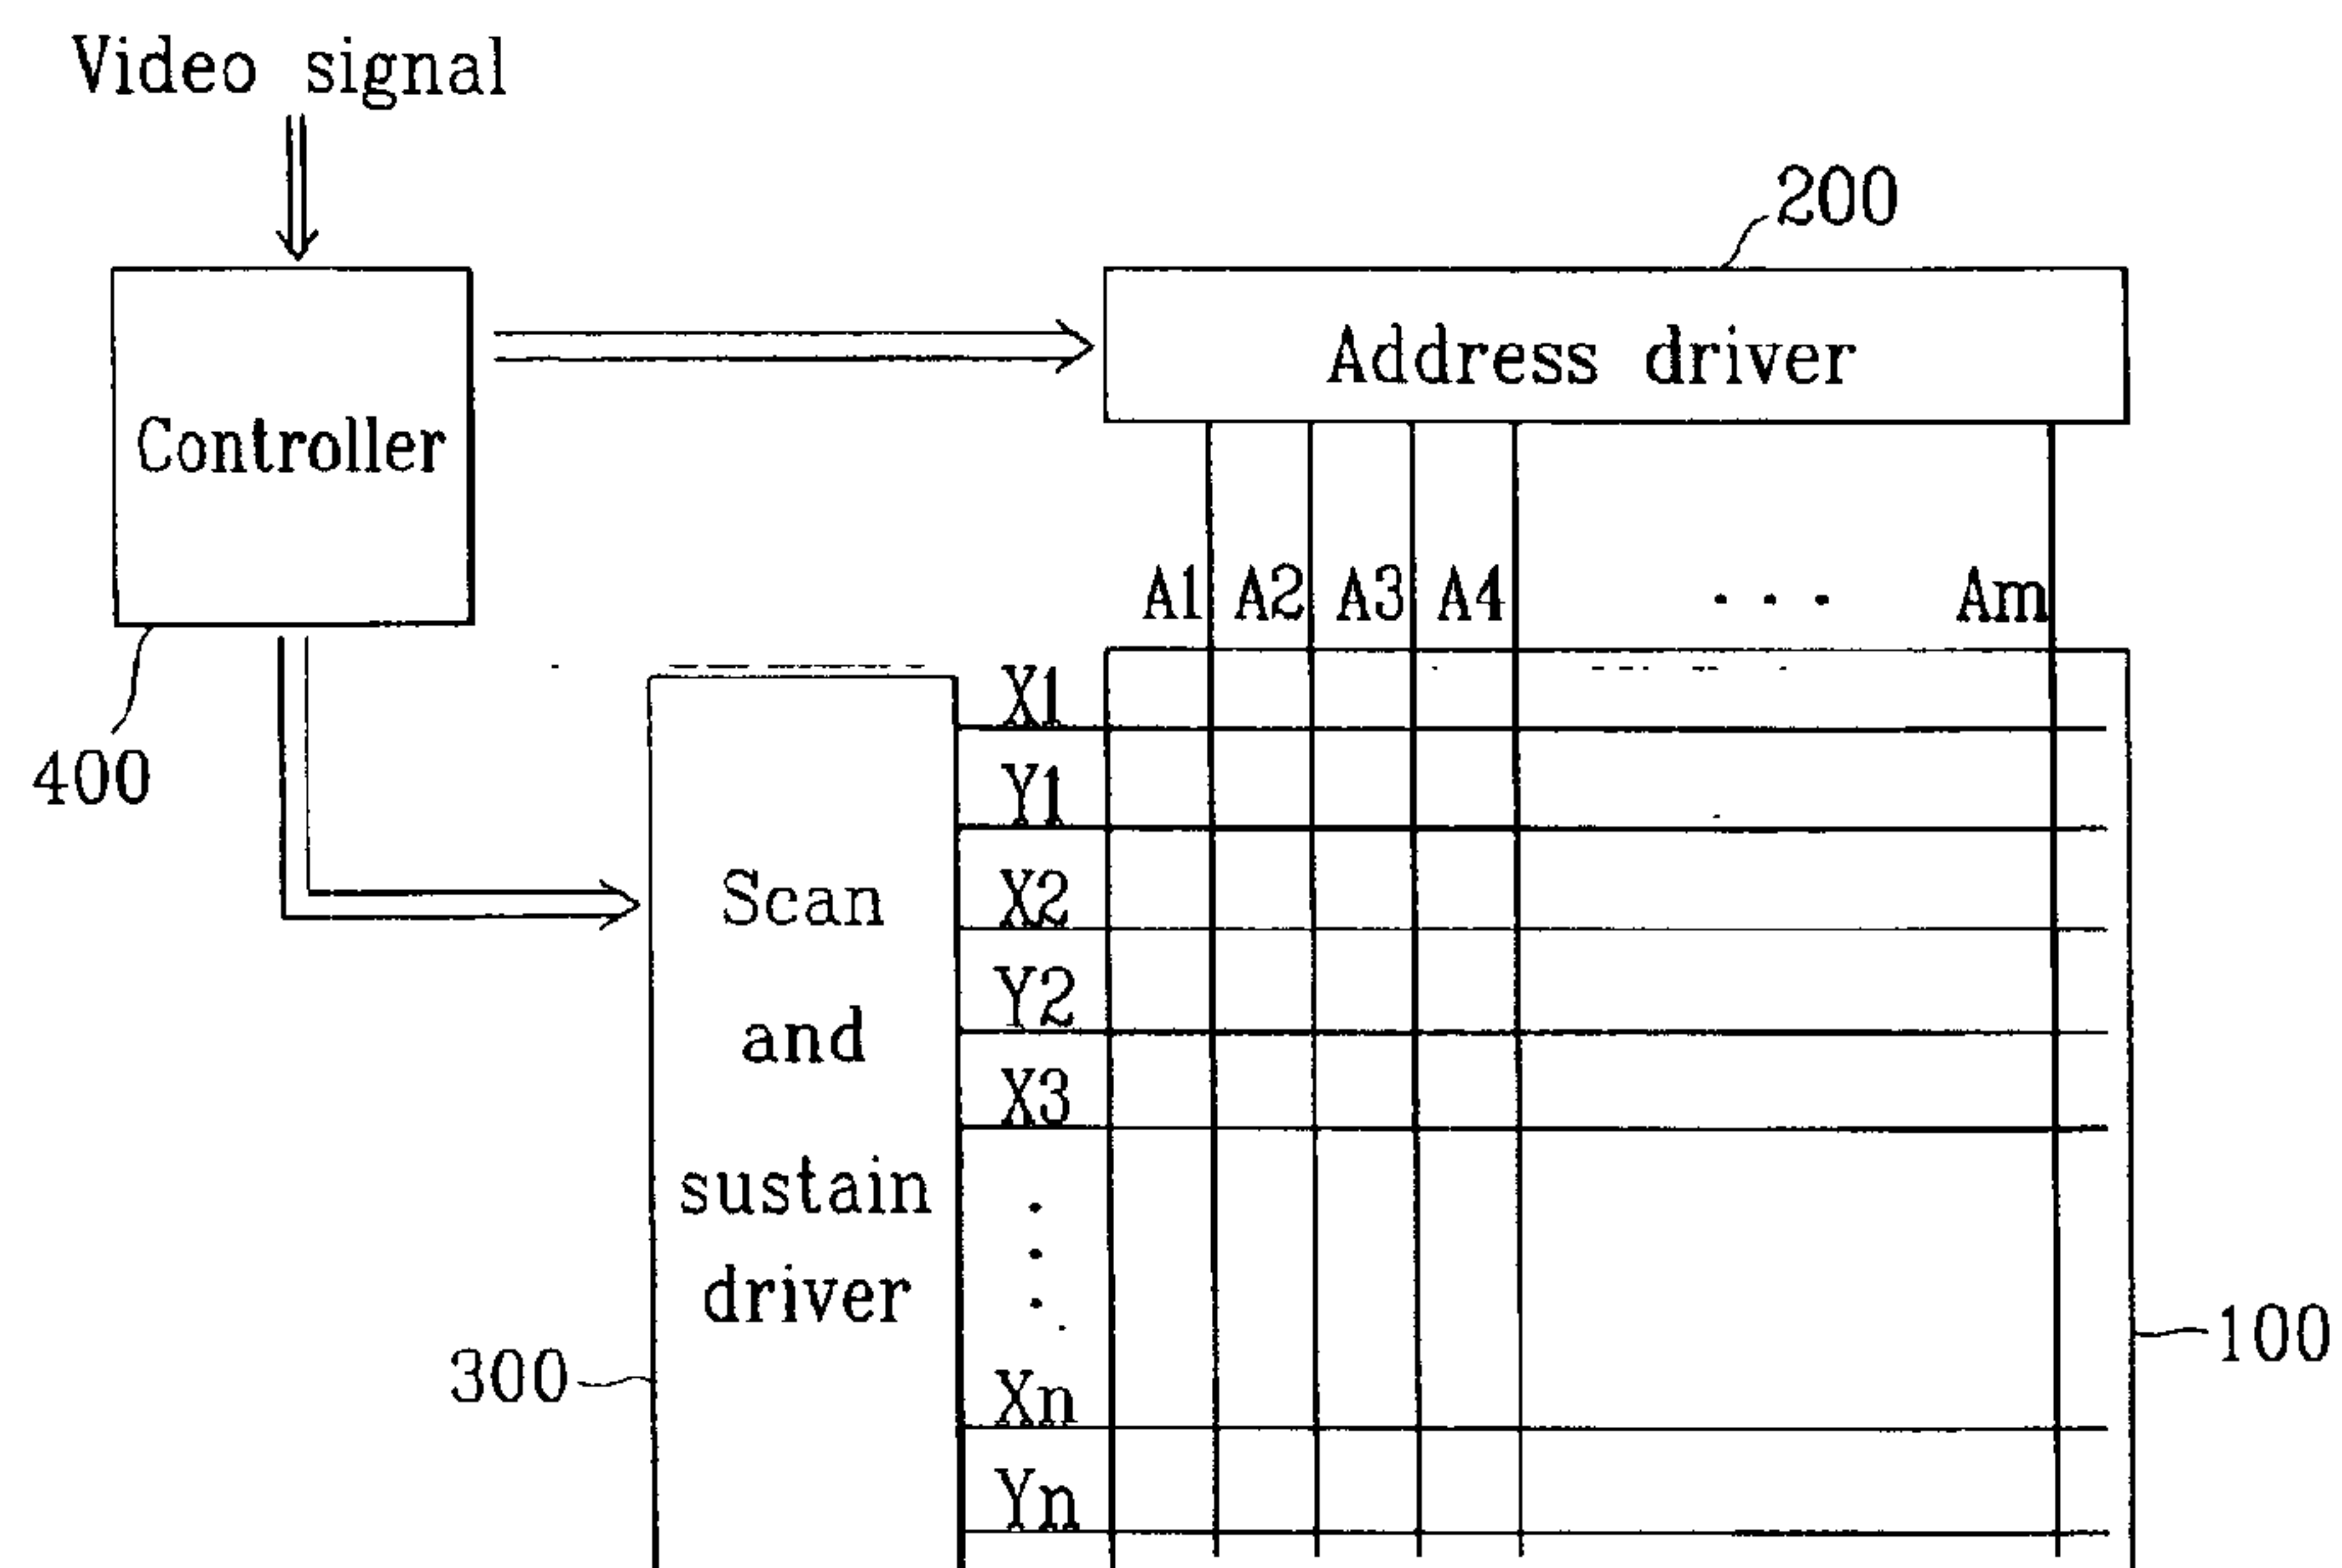 Video signal
200
Controller
Address driver
A1 A2 A3 A4 ... Am
400
X1
Y1
X2
Y2
X3
Xn
Yn
Scan
and
sustain
driver
300
100